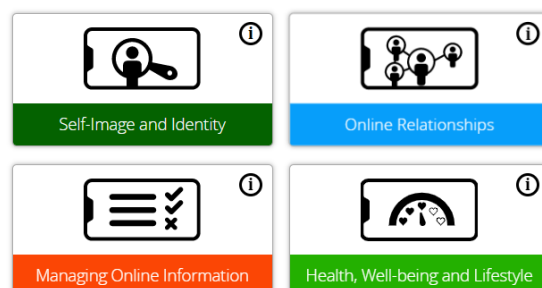 i
i
Self-Image and Identity
Online Relationships
i
i
Managing Online Information
Health, Well-being and Lifestyle